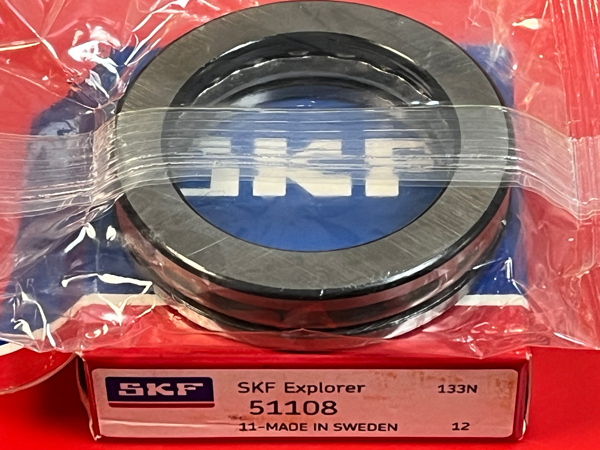 SKF
SKF
SKF Explorer
133N
51108
11-MADE IN SWEDEN
12